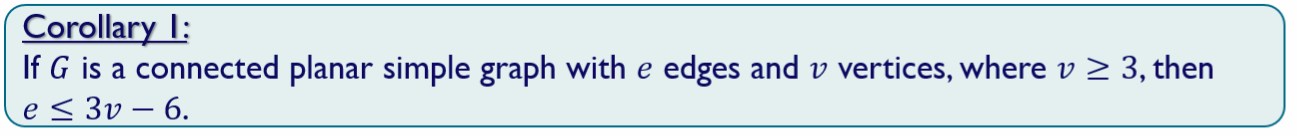 Corollary 1:
If G is a connected planar simple graph with e edges and v vertices, where v ≥ 3, then
e ≤ 3v − 6.